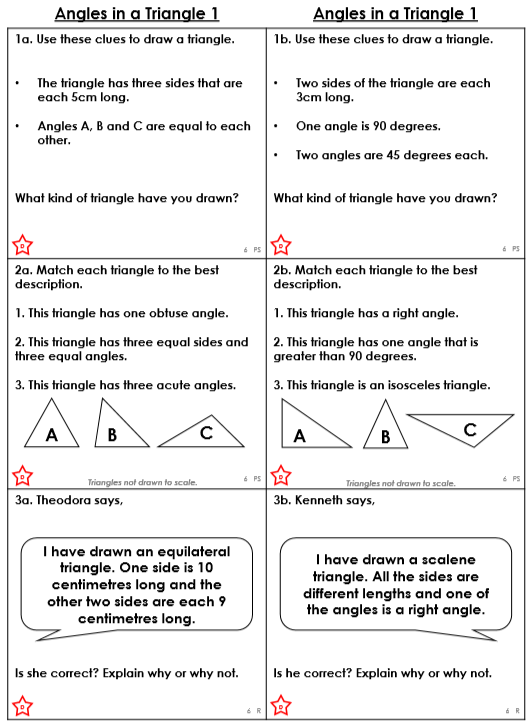 Angles in a Triangle 1
1a. Use these clues to draw a triangle.
• The triangle has three sides that are
each 5cm long.
• Angles A, B and C are equal to each
other.
What kind of triangle have you drawn?
D
6 PS
Angles in a Triangle 1
1b. Use these clues to draw a triangle.
• Two sides of the triangle are each
3cm long.
• One angle is 90 degrees.
• Two angles are 45 degrees each.
What kind of triangle have you drawn?
D
6 PS
2a. Match each triangle to the best
description.
1. This triangle has one obtuse angle.
2. This triangle has three equal sides and
three equal angles.
3. This triangle has three acute angles.
A
B
C
D
Triangles not drawn to scale.
6 PS
2b. Match each triangle to the best
description.
1. This triangle has a right angle.
2. This triangle has one angle that is
greater than 90 degrees.
3. This triangle is an isosceles triangle.
A
B
C
D
Triangles not drawn to scale.
6 PS
3a. Theodora says,
I have drawn an equilateral
triangle. One side is 10
centimetres long and the
other two sides are each 9
centimetres long.
Is she correct? Explain why or why not.
D
6 R
3b. Kenneth says,
I have drawn a scalene
triangle. All the sides are
different lengths and one of
the angles is a right angle.
Is he correct? Explain why or why not.
D
6 R